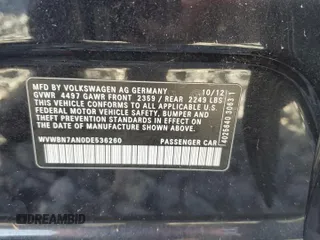 MFD BY VOLKSWAGEN AG GERMANY 10/12
GVWR 4497 GAWR FRONT 2359 / REAR 2249 LBS
THIS VEHICLE CONFORMS TO ALL APPLICABLE
FEDERAL MOTOR VEHICLE SAFETY, BUMPER AND
THEFT PREVENTION STANDARDS IN EFFECT ON
THE DATE OF MANUFACTURE SHOWN ABOVE
WVWBN7AN0DE536260 PASSENGER CAR
DREAMBID